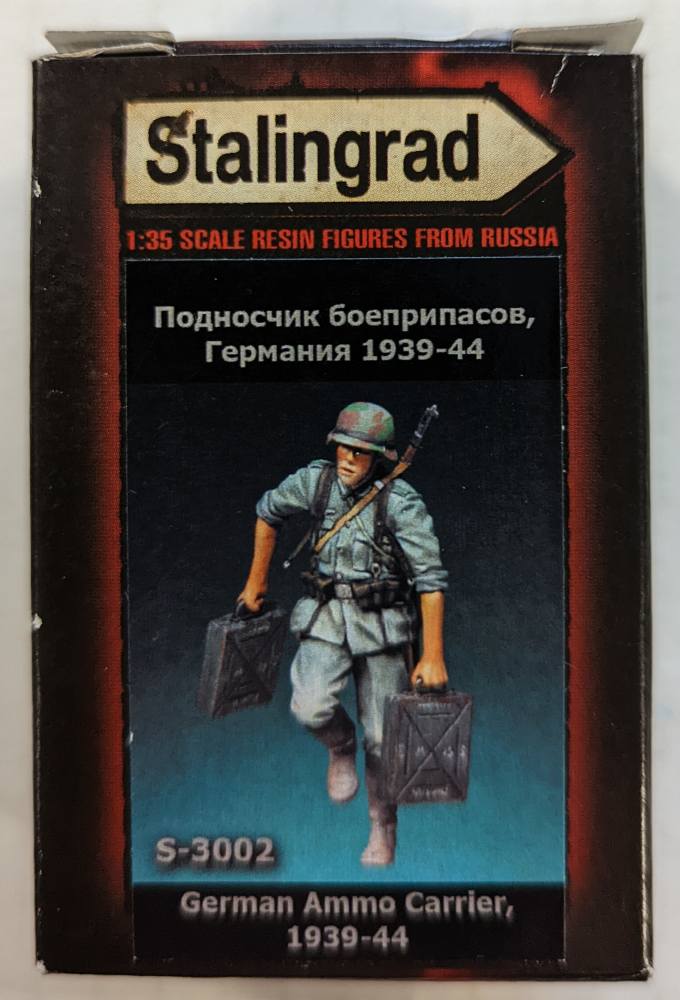 Stalingrad
1:35 SCALE RESIN FIGURES FROM RUSSIA
Подносчик боеприпасов,
Германия 1939-44
S-3002
German Ammo Carrier,
1939-44